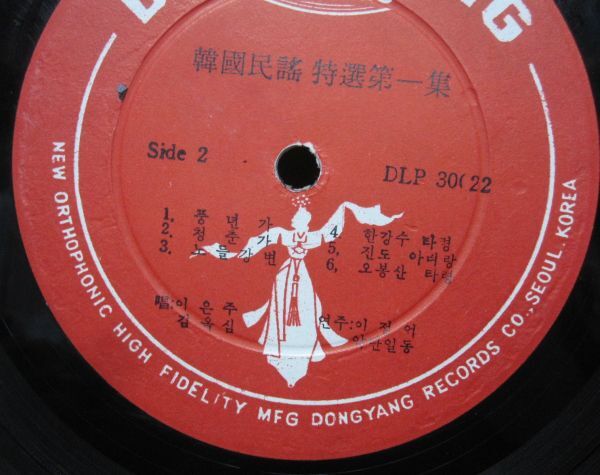 韓國民謠 特選第一集
Side 2
DLP 30022
1. 풍년가
2. 청춘가
3. 노들강변
4. 한강수 타령
5. 진도 아리랑
6, 오봉산 타령
唱:이은주
김옥심
연주:이정업
악단일동
NEW ORTHOPHONIC HIGH FIDELITY MFG DONGYANG RECORDS CO., SEOUL. KOREA